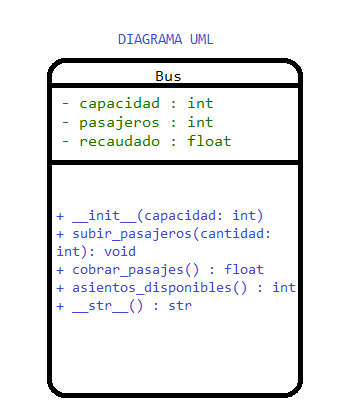 DIAGRAMA UML
Bus
- capacidad : int
- pasajeros : int
- recaudado : float
+ __init__(capacidad: int)
+ subir_pasajeros(cantidad:
int): void
+ cobrar_pasajes() : float
+ asientos_disponibles() : int
+ __str__() : str